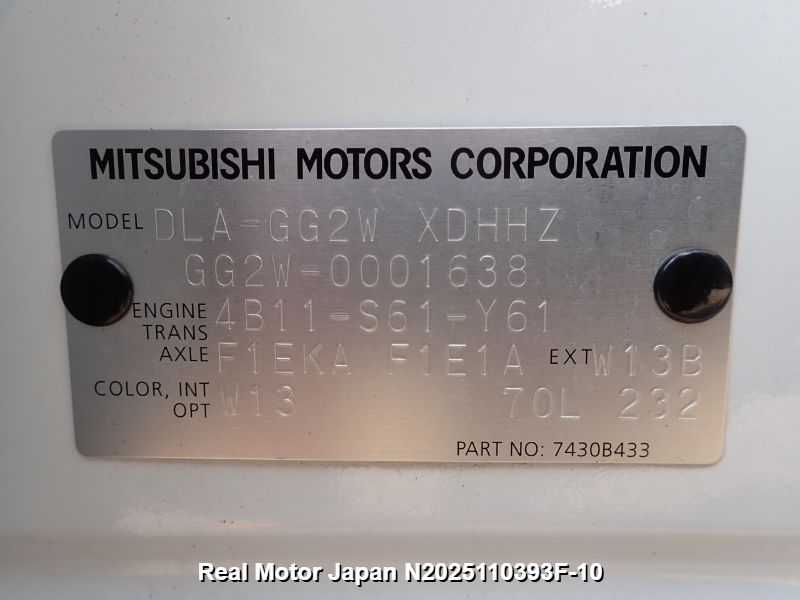 MITSUBISHI MOTORS CORPORATION
MODEL DLA-GG2W XDHHZ
GG2W-0001638
ENGINE 4B11-S61-Y61
TRANS
AXLE F1EKA F1E1A EXT W13B
COLOR, INT
OPT W13 70L 232
PART NO: 7430B433
Real Motor Japan N2025110393F-10